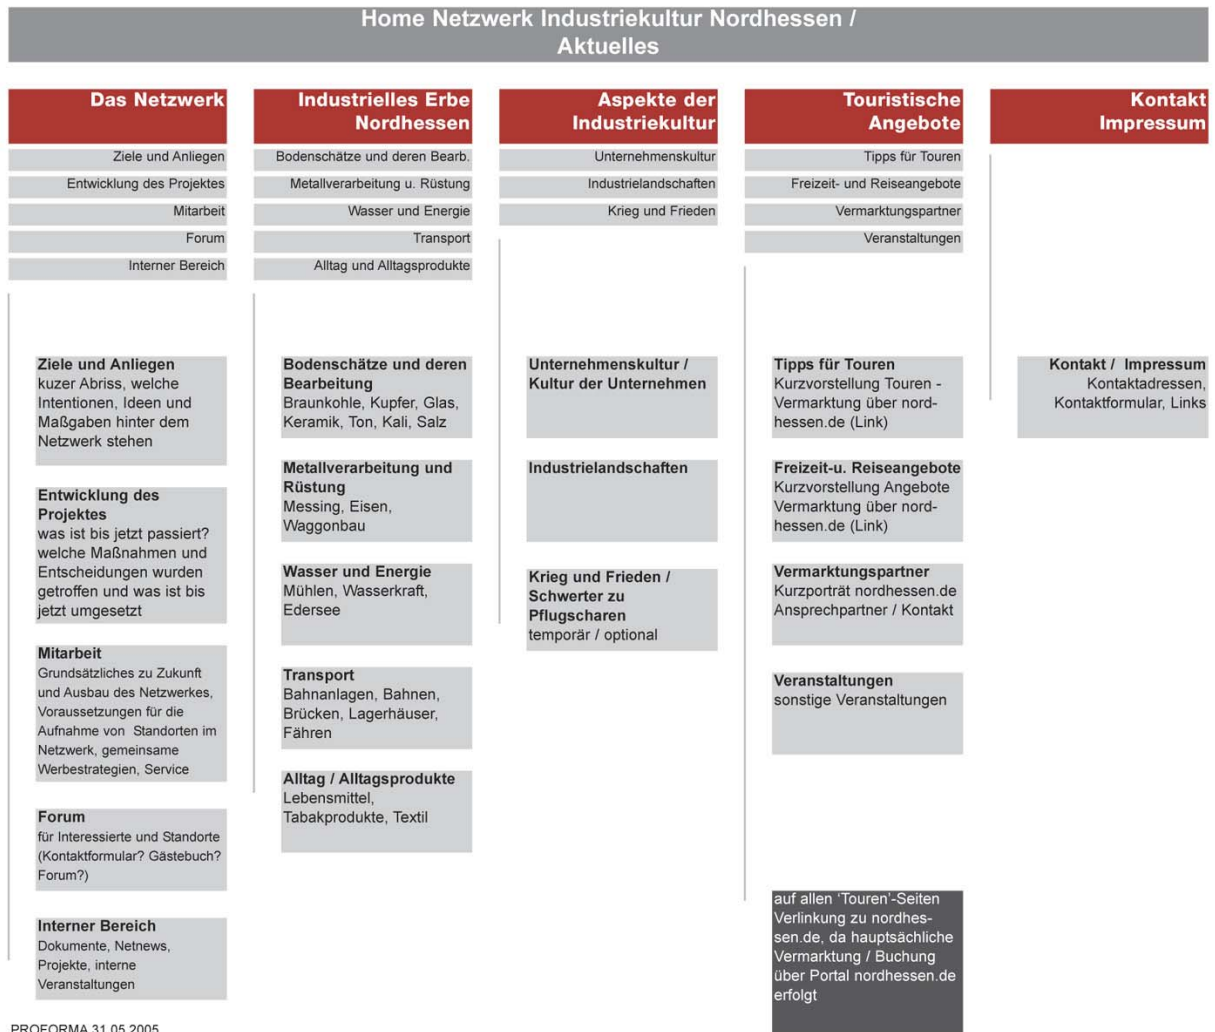 Home Netzwerk Industriekultur Nordhessen /
Aktuelles
Das Netzwerk
Ziele und Anliegen
Entwicklung des Projektes
Mitarbeit
Forum
Interner Bereich
Ziele und Anliegen
kuzer Abriss, welche
Intentionen, Ideen und
Maßgaben hinter dem
Netzwerk stehen
Entwicklung des
Projektes
was ist bis jetzt passiert?
welche Maßnahmen und
Entscheidungen wurden
getroffen und was ist bis
jetzt umgesetzt
Mitarbeit
Grundsätzliches zu Zukunft
und Ausbau des Netzwerkes,
Voraussetzungen für die
Aufnahme von Standorten im
Netzwerk, gemeinsame
Werbestrategien, Service
Forum
für Interessierte und Standorte
(Kontaktformular? Gästebuch?
Forum?)
Interner Bereich
Dokumente, Netnews,
Projekte, interne
Veranstaltungen
Industrielles Erbe
Nordhessen
Bodenschätze und deren Bearb.
Metallverarbeitung u. Rüstung
Wasser und Energie
Transport
Alltag und Alltagsprodukte
Bodenschätze und deren
Bearbeitung
Braunkohle, Kupfer, Glas,
Keramik, Ton, Kali, Salz
Metallverarbeitung und
Rüstung
Messing, Eisen,
Waggonbau
Wasser und Energie
Mühlen, Wasserkraft,
Edersee
Transport
Bahnanlagen, Bahnen,
Brücken, Lagerhäuser,
Fähren
Alltag / Alltagsprodukte
Lebensmittel,
Tabakprodukte, Textil
Aspekte der
Industriekultur
Unternehmenskultur
Industrielandschaften
Krieg und Frieden
Unternehmenskultur /
Kultur der Unternehmen
Industrielandschaften
Krieg und Frieden /
Schwerter zu
Pflugscharen
temporär / optional
Touristische
Angebote
Tipps für Touren
Freizeit- und Reiseangebote
Vermarktungspartner
Veranstaltungen
Tipps für Touren
Kurzvorstellung Touren -
Vermarktung über nord-
hessen.de (Link)
Freizeit-u. Reiseangebote
Kurzvorstellung Angebote
Vermarktung über nord-
hessen.de (Link)
Vermarktungspartner
Kurzporträt nordhessen.de
Ansprechpartner / Kontakt
Veranstaltungen
sonstige Veranstaltungen
auf allen 'Touren'-Seiten
Verlinkung zu nordhes-
sen.de, da hauptsächliche
Vermarktung / Buchung
über Portal nordhessen.de
erfolgt
Kontakt
Impressum
Kontakt / Impressum
Kontaktadressen,
Kontaktformular, Links
PROFORMA 31.05.2005